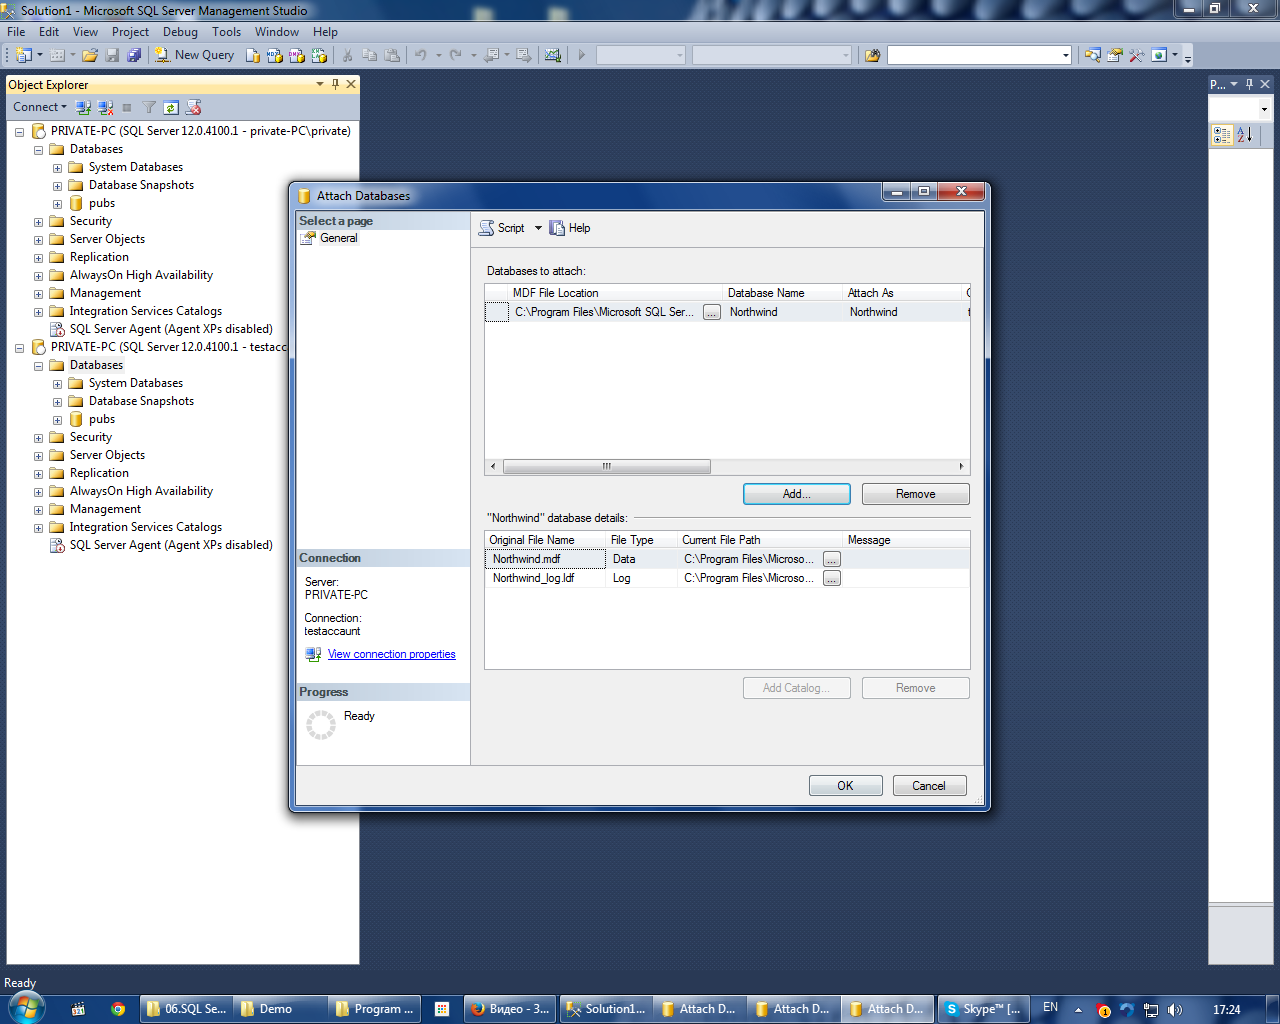 Solution1 - Microsoft SQL Server Management Studio
File Edit View Project Debug Tools Window Help
New Query
Object Explorer
Connect
PRIVATE-PC (SQL Server 12.0.4100.1 - private-PC\private)
Databases
System Databases
Database Snapshots
pubs
Security
Server Objects
Replication
AlwaysOn High Availability
Management
Integration Services Catalogs
SQL Server Agent (Agent XPs disabled)
PRIVATE-PC (SQL Server 12.0.4100.1 - testacc
Databases
System Databases
Database Snapshots
pubs
Security
Server Objects
Replication
AlwaysOn High Availability
Management
Integration Services Catalogs
SQL Server Agent (Agent XPs disabled)
P...
Attach Databases
Select a page
General
Script Help
Databases to attach:
MDF File Location Database Name Attach As
C:\Program Files\Microsoft SQL Ser... ... Northwind Northwind
Add... Remove
"Northwind" database details:
Original File Name File Type Current File Path Message
Northwind.mdf Data C:\Program Files\Microso... ...
Northwind_log.ldf Log C:\Program Files\Microso... ...
Add Catalog... Remove
Connection
Server:
PRIVATE-PC
Connection:
testaccaunt
View connection properties
Progress
Ready
OK Cancel
Ready
06.SQL Se... Demo Program ... Видео - З... Solution1... Attach D... Attach D... Attach D... Skype™ [... EN 1 17:24